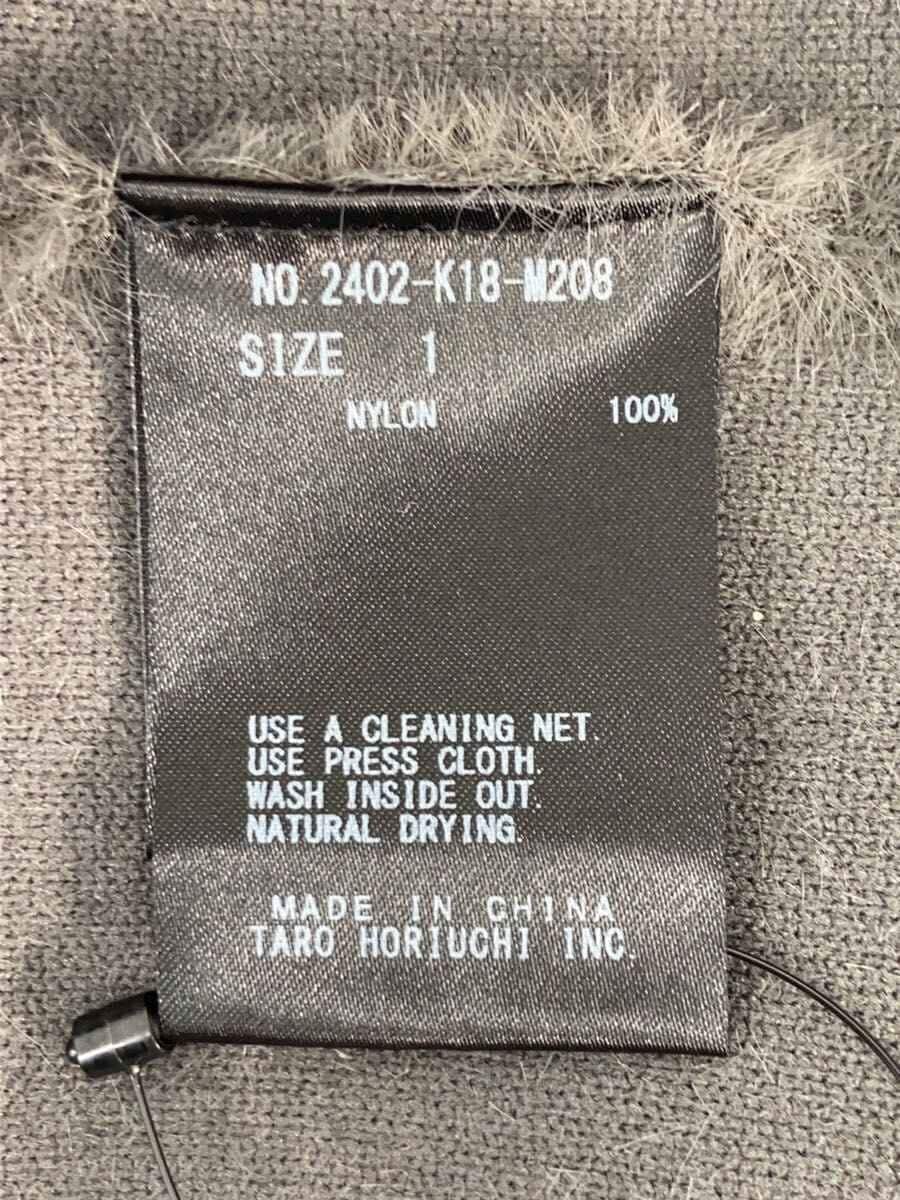 NO.2402-K18-M208
SIZE 1
NYLON 100%
USE A CLEANING NET.
USE PRESS CLOTH.
WASH INSIDE OUT.
NATURAL DRYING.
MADE IN CHINA
TARO HORIUCHI INC.